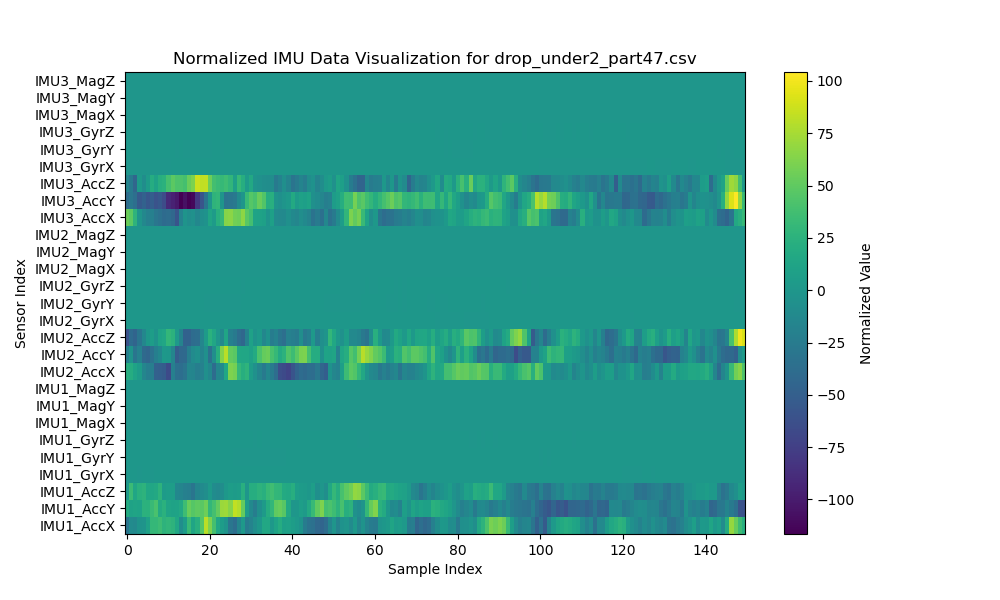 Normalized IMU Data Visualization for drop_under2_part47.csv
IMU3_MagZ
IMU3_MagY
IMU3_MagX
IMU3_GyrZ
IMU3_GyrY
IMU3_GyrX
IMU3_AccZ
IMU3_AccY
IMU3_AccX
IMU2_MagZ
IMU2_MagY
IMU2_MagX
IMU2_GyrZ
IMU2_GyrY
IMU2_GyrX
IMU2_AccZ
IMU2_AccY
IMU2_AccX
IMU1_MagZ
IMU1_MagY
IMU1_MagX
IMU1_GyrZ
IMU1_GyrY
IMU1_GyrX
IMU1_AccZ
IMU1_AccY
IMU1_AccX
Sensor Index
0 20 40 60 80 100 120 140
Sample Index
100
75
50
25
0
−25
−50
−75
−100
Normalized Value